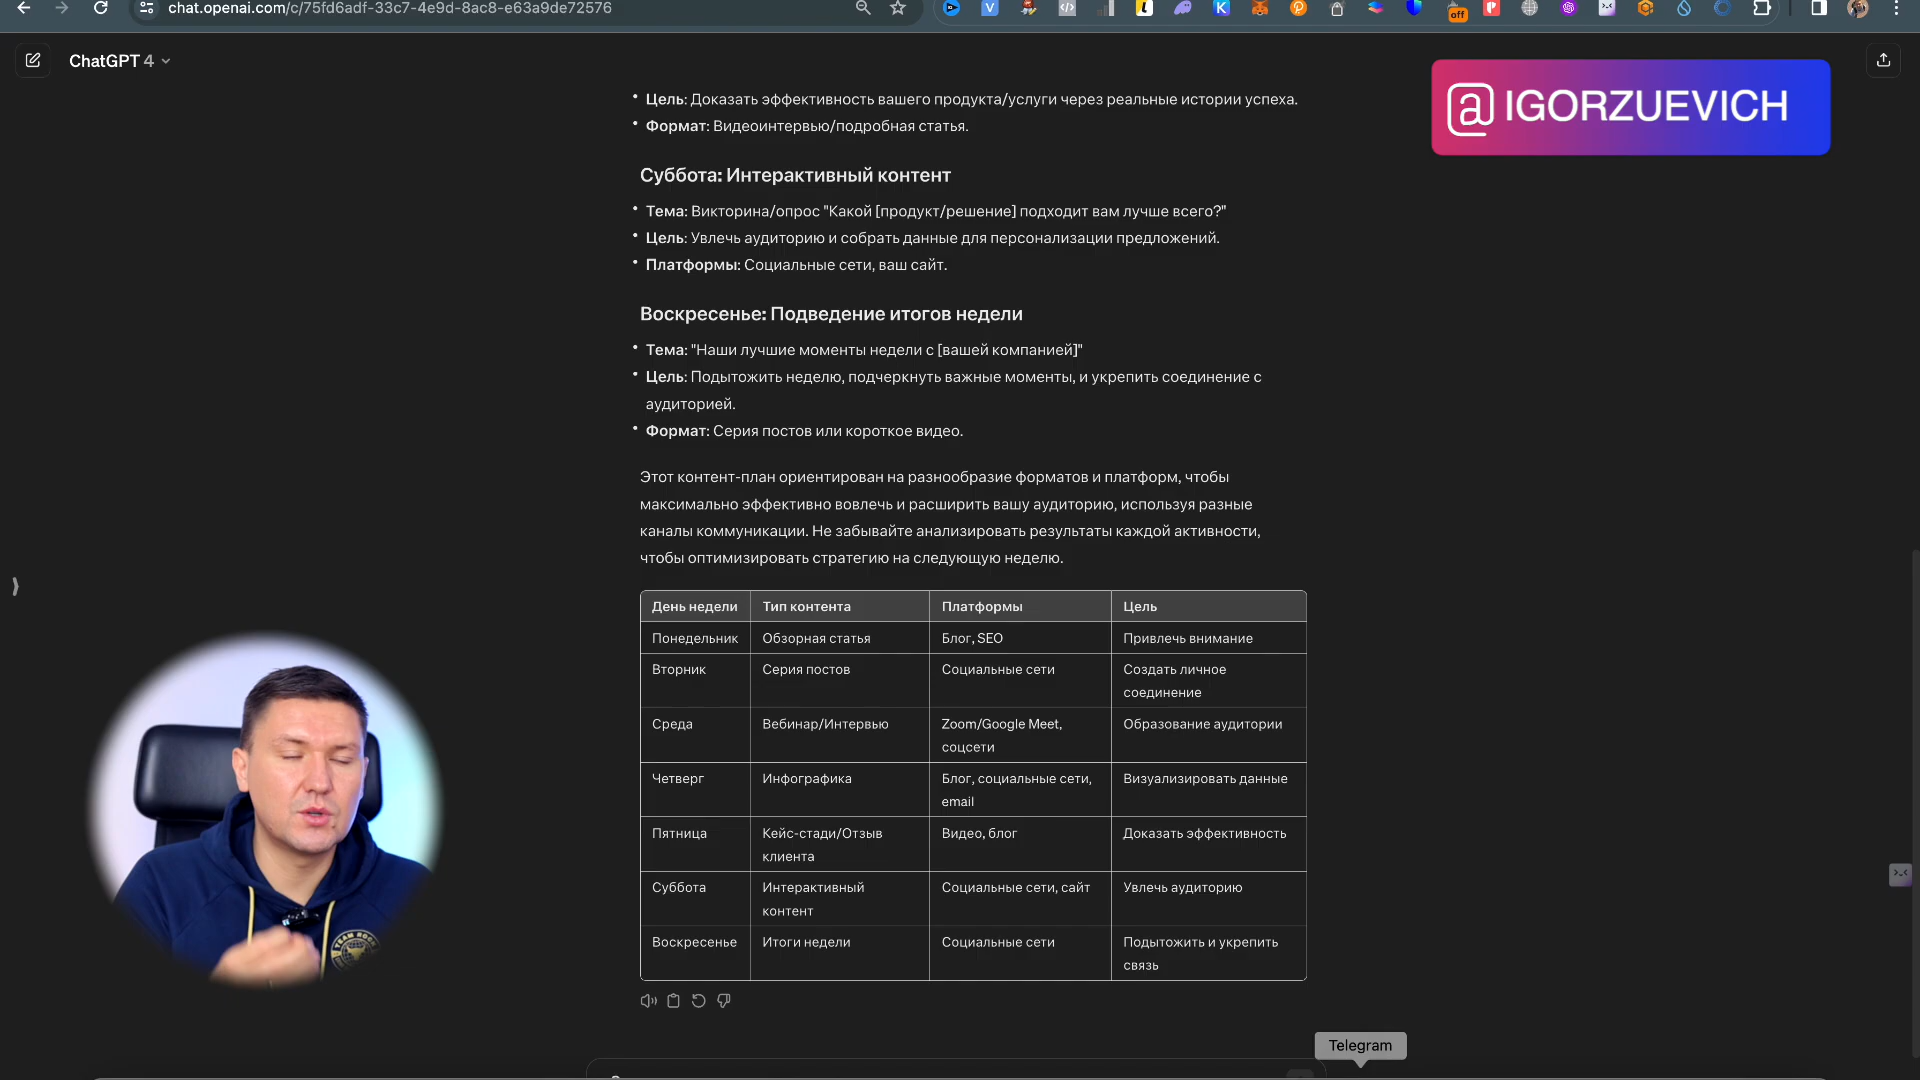 chat.openai.com/c/75fd6adf-33c7-4e9d-8ac8-e63a9de72576
off
ChatGPT 4
@IGORZUEVICH
• Цель: Доказать эффективность вашего продукта/услуги через реальные истории успеха.
• Формат: Видеоинтервью/подробная статья.
Суббота: Интерактивный контент
• Тема: Викторина/опрос "Какой [продукт/решение] подходит вам лучше всего?"
• Цель: Увлечь аудиторию и собрать данные для персонализации предложений.
• Платформы: Социальные сети, ваш сайт.
Воскресенье: Подведение итогов недели
• Тема: "Наши лучшие моменты недели с [вашей компанией]"
• Цель: Подытожить неделю, подчеркнуть важные моменты, и укрепить соединение с
аудиторией.
• Формат: Серия постов или короткое видео.
Этот контент-план ориентирован на разнообразие форматов и платформ, чтобы
максимально эффективно вовлечь и расширить вашу аудиторию, используя разные
каналы коммуникации. Не забывайте анализировать результаты каждой активности,
чтобы оптимизировать стратегию на следующую неделю.
День недели Тип контента Платформы Цель
Понедельник Обзорная статья Блог, SEO Привлечь внимание
Вторник Серия постов Социальные сети Создать личное
соединение
Среда Вебинар/Интервью Zoom/Google Meet, Образование аудитории
соцсети
Четверг Инфографика Блог, социальные сети, Визуализировать данные
email
Пятница Кейс-стади/Отзыв Видео, блог Доказать эффективность
клиента
Суббота Интерактивный Социальные сети, сайт Увлечь аудиторию
контент
Воскресенье Итоги недели Социальные сети Подытожить и укрепить
связь
Telegram